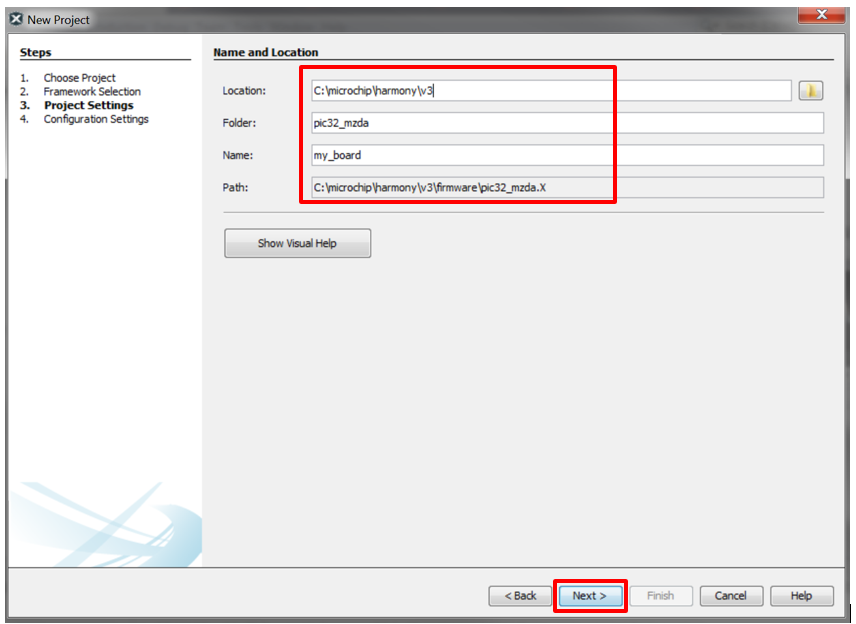 New Project
Steps
1. Choose Project
2. Framework Selection
3. Project Settings
4. Configuration Settings
Name and Location
Location: C:\microchip\harmony\v3
Folder: pic32_mzda
Name: my_board
Path: C:\microchip\harmony\v3\firmware\pic32_mzda.X
Show Visual Help
< Back Next > Finish Cancel Help